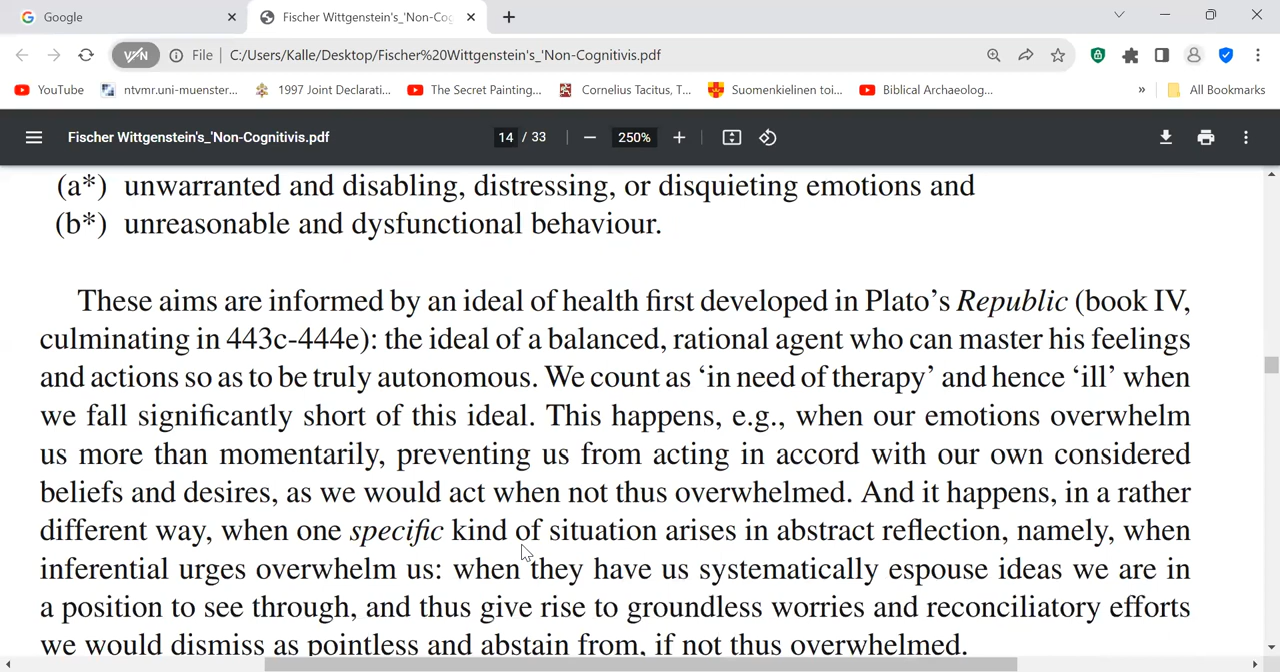 Google
Fischer Wittgenstein's_'Non-Cog
VPN
File
C:/Users/Kalle/Desktop/Fischer%20Wittgenstein's_'Non-Cognitivis.pdf
YouTube
ntvmr.uni-muenster...
1997 Joint Declarati...
The Secret Painting...
Cornelius Tacitus, T...
Suomenkielinen toi...
Biblical Archaeolog...
»
All Bookmarks
Fischer Wittgenstein's_'Non-Cognitivis.pdf
14 / 33
250%
(a*) unwarranted and disabling, distressing, or disquieting emotions and
(b*) unreasonable and dysfunctional behaviour.
These aims are informed by an ideal of health first developed in Plato's Republic (book IV,
culminating in 443c-444e): the ideal of a balanced, rational agent who can master his feelings
and actions so as to be truly autonomous. We count as 'in need of therapy' and hence 'ill' when
we fall significantly short of this ideal. This happens, e.g., when our emotions overwhelm
us more than momentarily, preventing us from acting in accord with our own considered
beliefs and desires, as we would act when not thus overwhelmed. And it happens, in a rather
different way, when one specific kind of situation arises in abstract reflection, namely, when
inferential urges overwhelm us: when they have us systematically espouse ideas we are in
a position to see through, and thus give rise to groundless worries and reconciliatory efforts
we would dismiss as pointless and abstain from, if not thus overwhelmed.